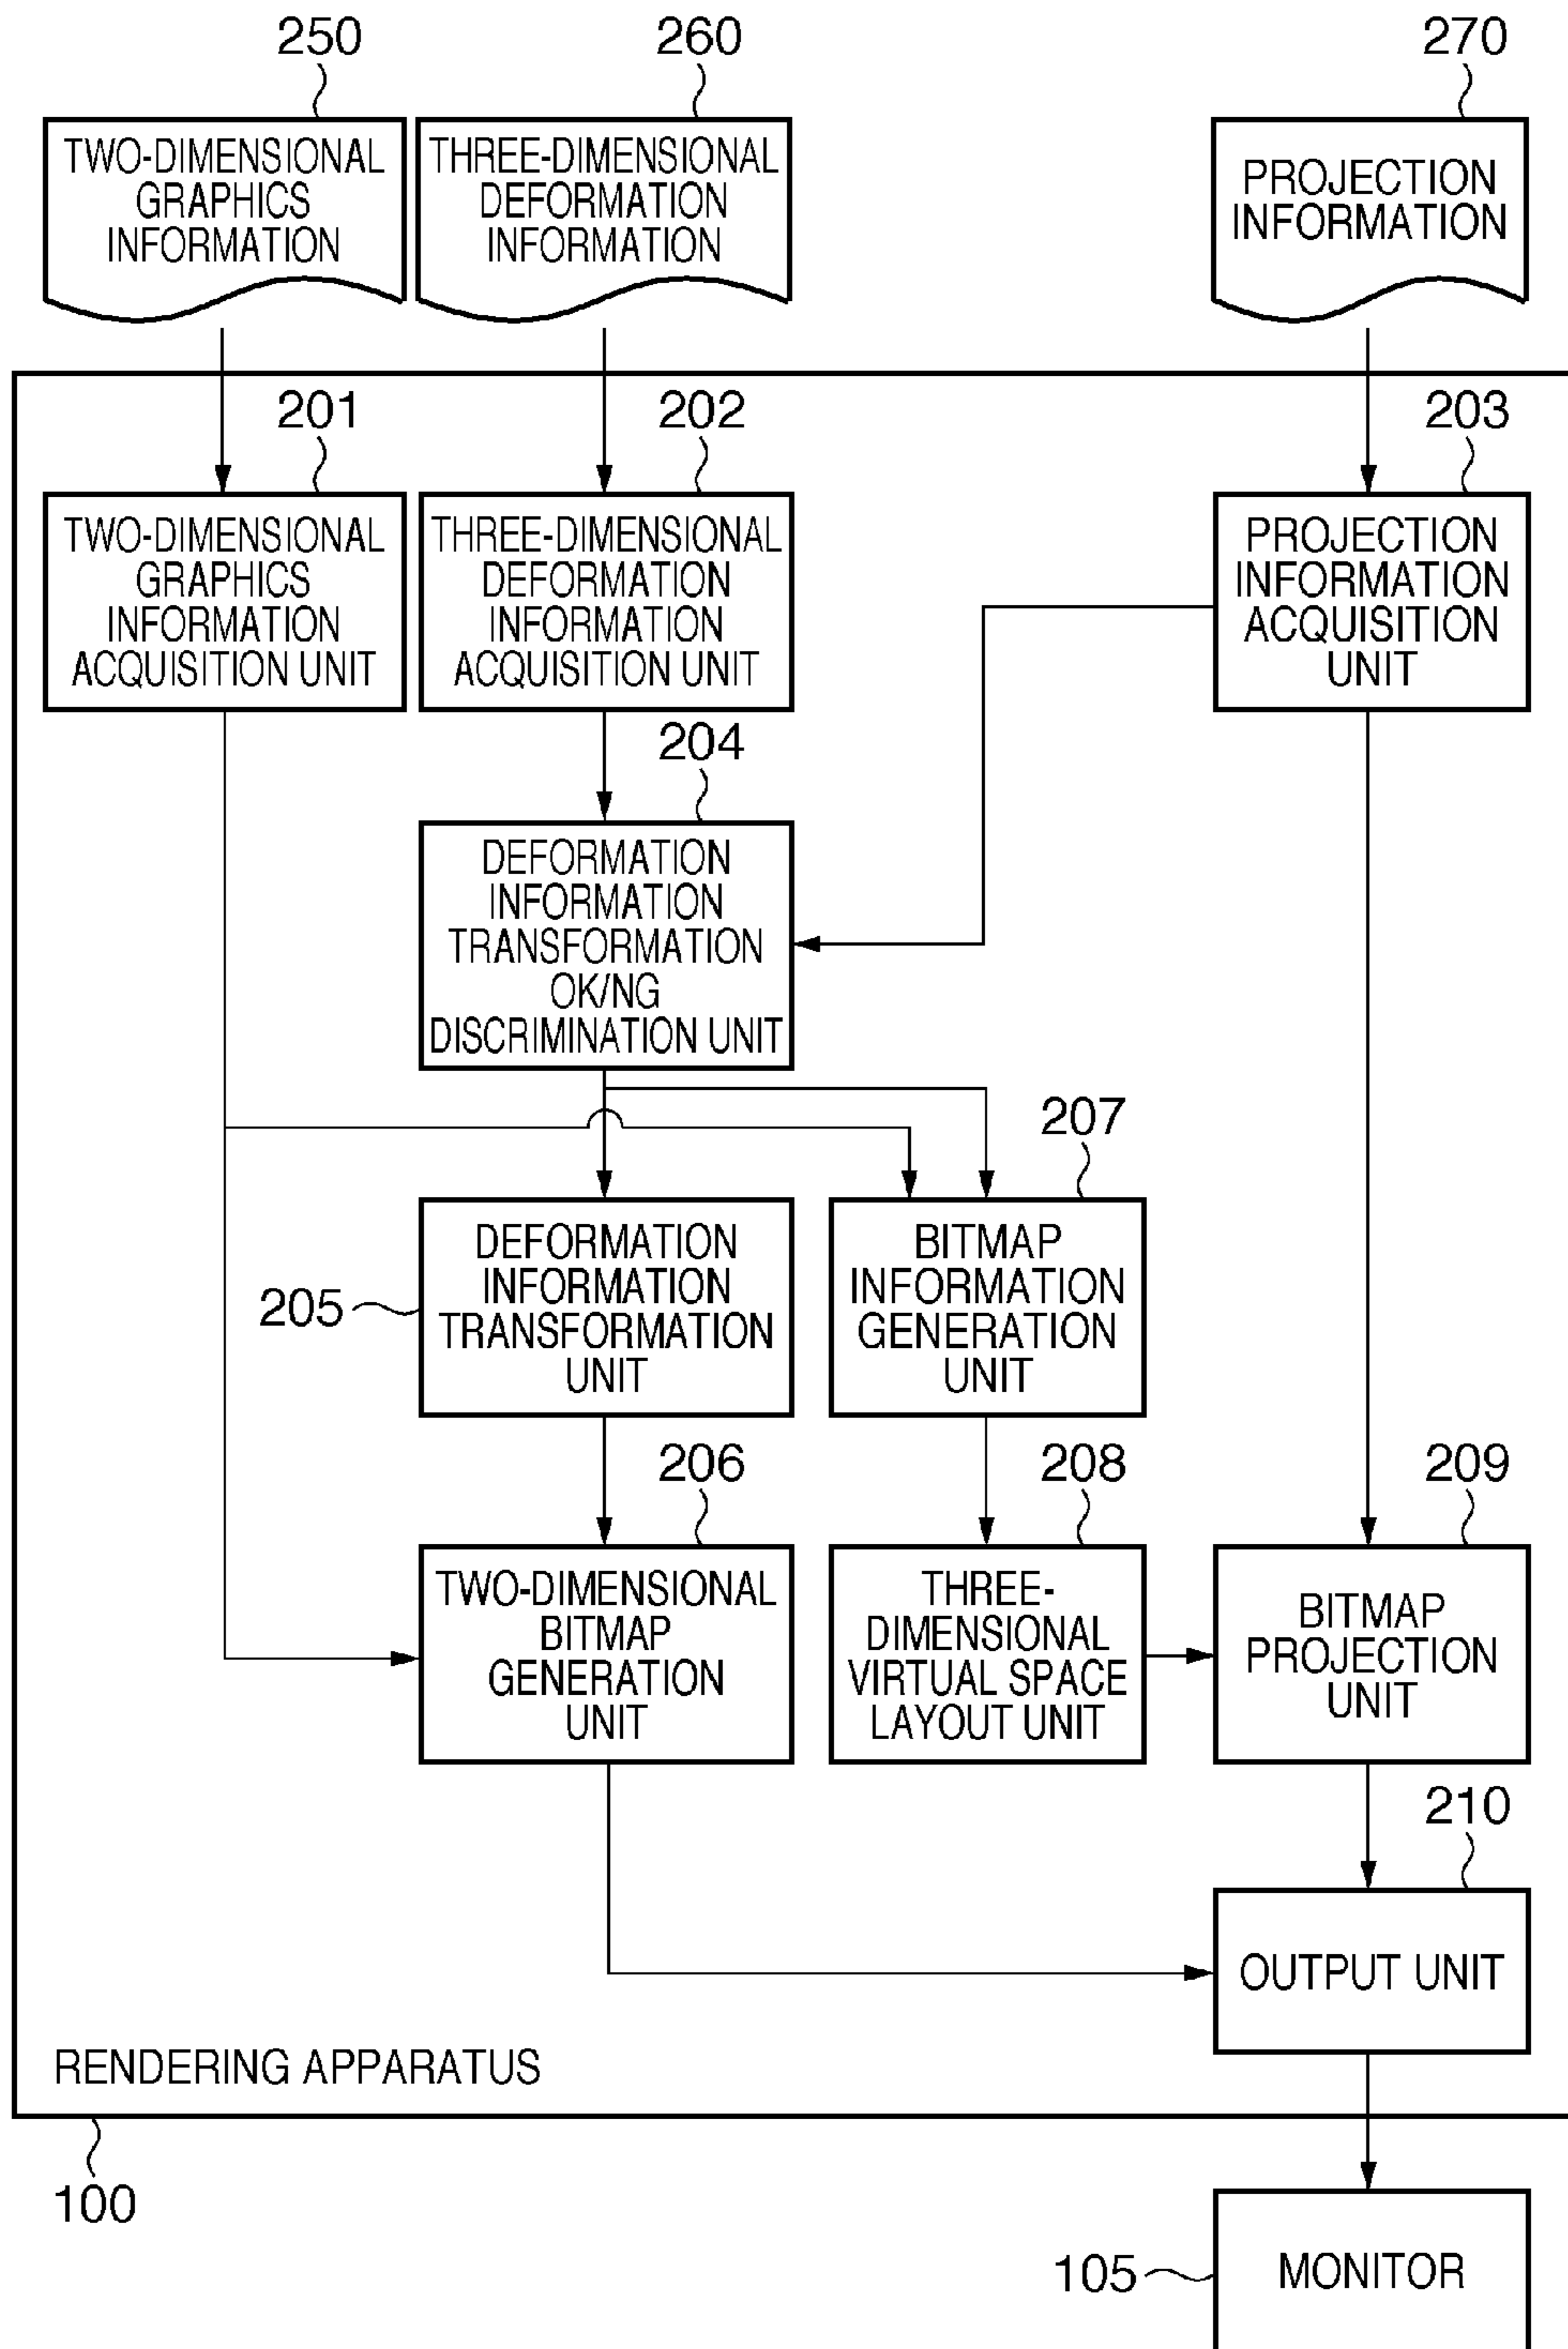 250
260
270
TWO-DIMENSIONAL
GRAPHICS
INFORMATION
THREE-DIMENSIONAL
DEFORMATION
INFORMATION
PROJECTION
INFORMATION
201
202
203
TWO-DIMENSIONAL
GRAPHICS
INFORMATION
ACQUISITION UNIT
THREE-DIMENSIONAL
DEFORMATION
INFORMATION
ACQUISITION UNIT
PROJECTION
INFORMATION
ACQUISITION
UNIT
204
DEFORMATION
INFORMATION
TRANSFORMATION
OK/NG
DISCRIMINATION UNIT
207
205
DEFORMATION
INFORMATION
TRANSFORMATION
UNIT
BITMAP
INFORMATION
GENERATION
UNIT
206
208
209
TWO-DIMENSIONAL
BITMAP
GENERATION
UNIT
THREE-
DIMENSIONAL
VIRTUAL SPACE
LAYOUT UNIT
BITMAP
PROJECTION
UNIT
210
OUTPUT UNIT
RENDERING APPARATUS
100
105
MONITOR